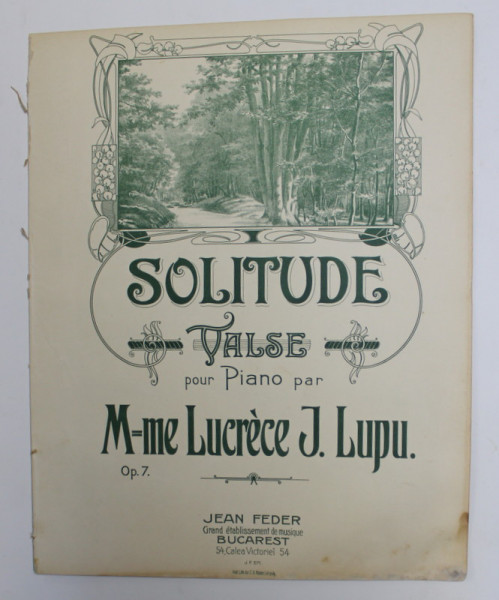 SOLITUDE
VALSE
pour Piano par
M-me Lucrèce J. Lupu.
Op. 7.
JEAN FEDER
Grand établissement de musique
BUCAREST
54, Calea Victoriei 54